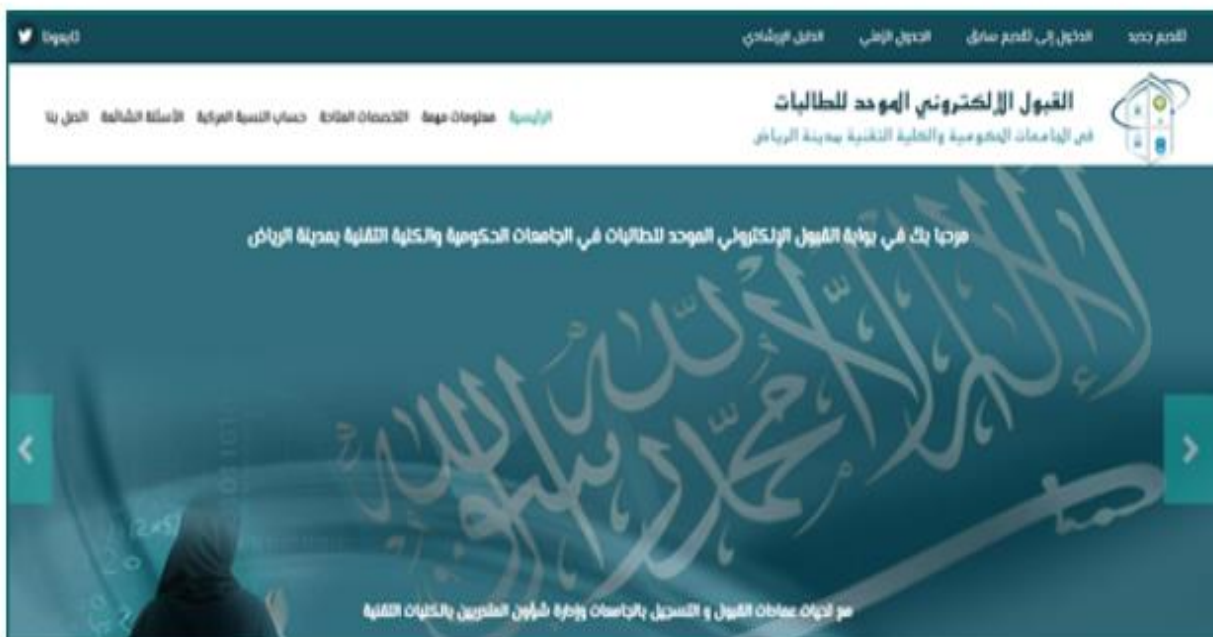 تقديم جديد الدخول إلى تقديم سابق الجدول الزمني الدليل الإرشادي تابعونا
القبول الإلكتروني الموحد للطالبات
في الجامعات الحكومية والكلية التقنية بمدينة الرياض
الرئيسية معلومات مهمة التخصصات المتاحة حساب النسبة المركبة الأسئلة الشائعة اتصل بنا
مرحبا بك في بوابة القبول الإلكتروني الموحد للطالبات في الجامعات الحكومية والكلية التقنية بمدينة الرياض
لا إله إلا الله محمد رسول الله
مع تحيات عمادات القبول و التسجيل بالجامعات وإدارة شؤون المتدربين بالكليات التقنية